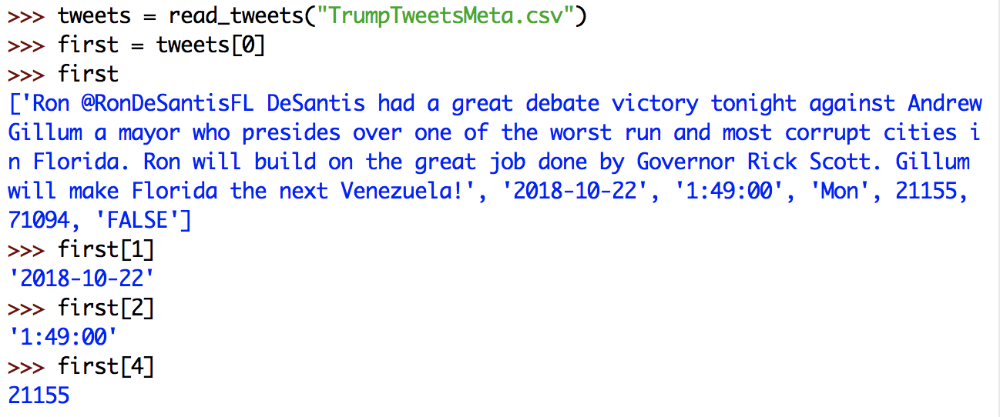 >>> tweets = read_tweets("TrumpTweetsMeta.csv")
>>> first = tweets[0]
>>> first
['Ron @RonDeSantisFL DeSantis had a great debate victory tonight against Andrew
Gillum a mayor who presides over one of the worst run and most corrupt cities i
n Florida. Ron will build on the great job done by Governor Rick Scott. Gillum
will make Florida the next Venezuela!', '2018-10-22', '1:49:00', 'Mon', 21155,
71094, 'FALSE']
>>> first[1]
'2018-10-22'
>>> first[2]
'1:49:00'
>>> first[4]
21155